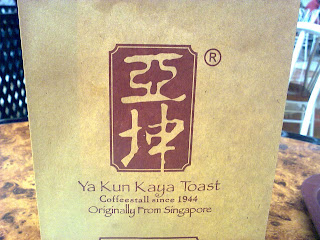 亞
坤
®
Ya Kun Kaya Toast
Coffeestall since 1944
Originally From Singapore